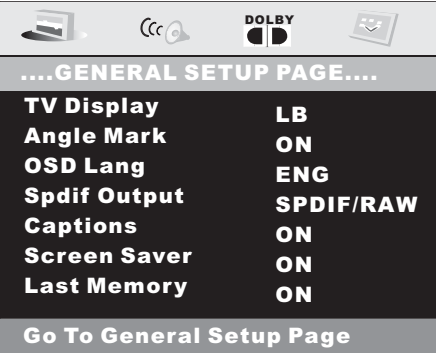 DOLBY
....GENERAL SETUP PAGE....
TV Display LB
Angle Mark ON
OSD Lang ENG
Spdif Output SPDIF/RAW
Captions ON
Screen Saver ON
Last Memory ON
Go To General Setup Page